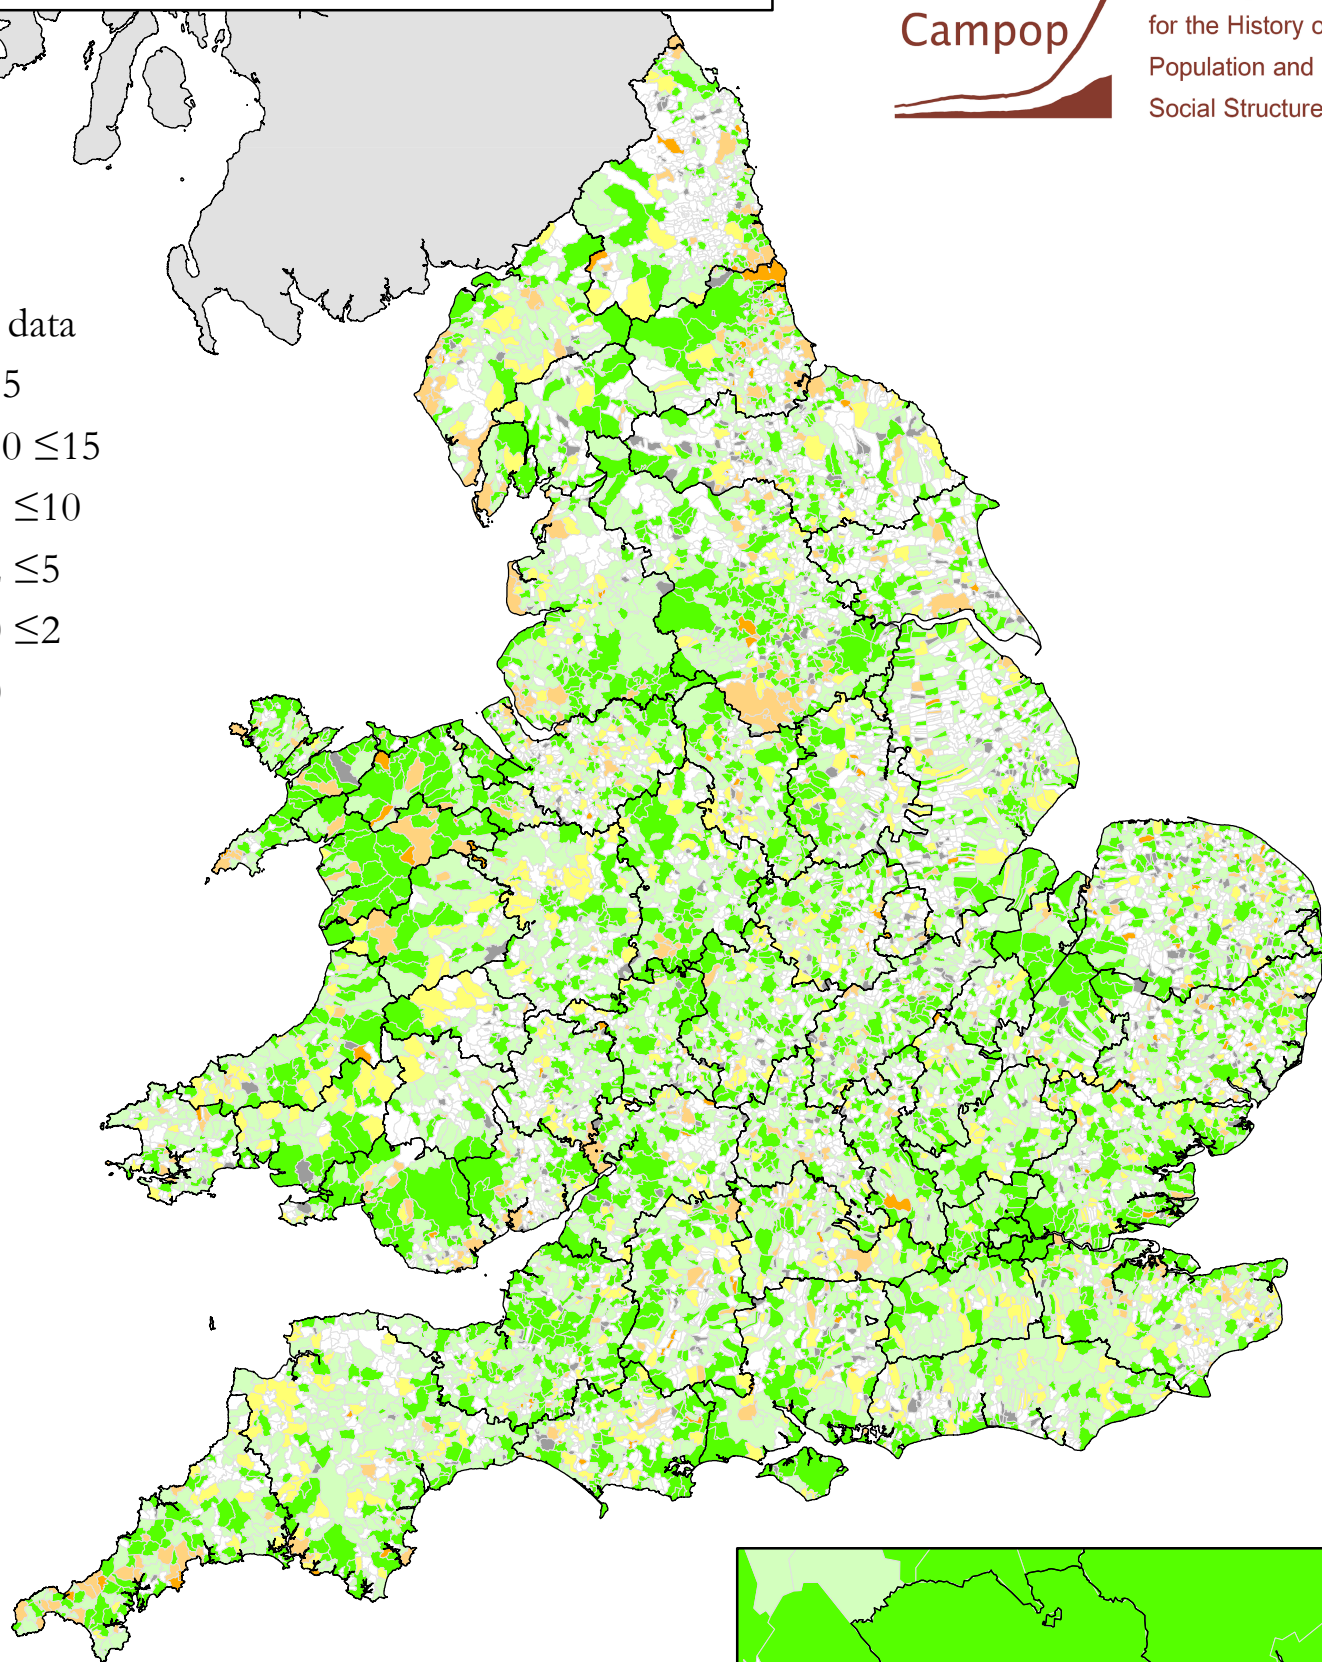 Campop
for the History o
Population and
Social Structure
data
5
0 ≤15
≤10
≤5
≤2